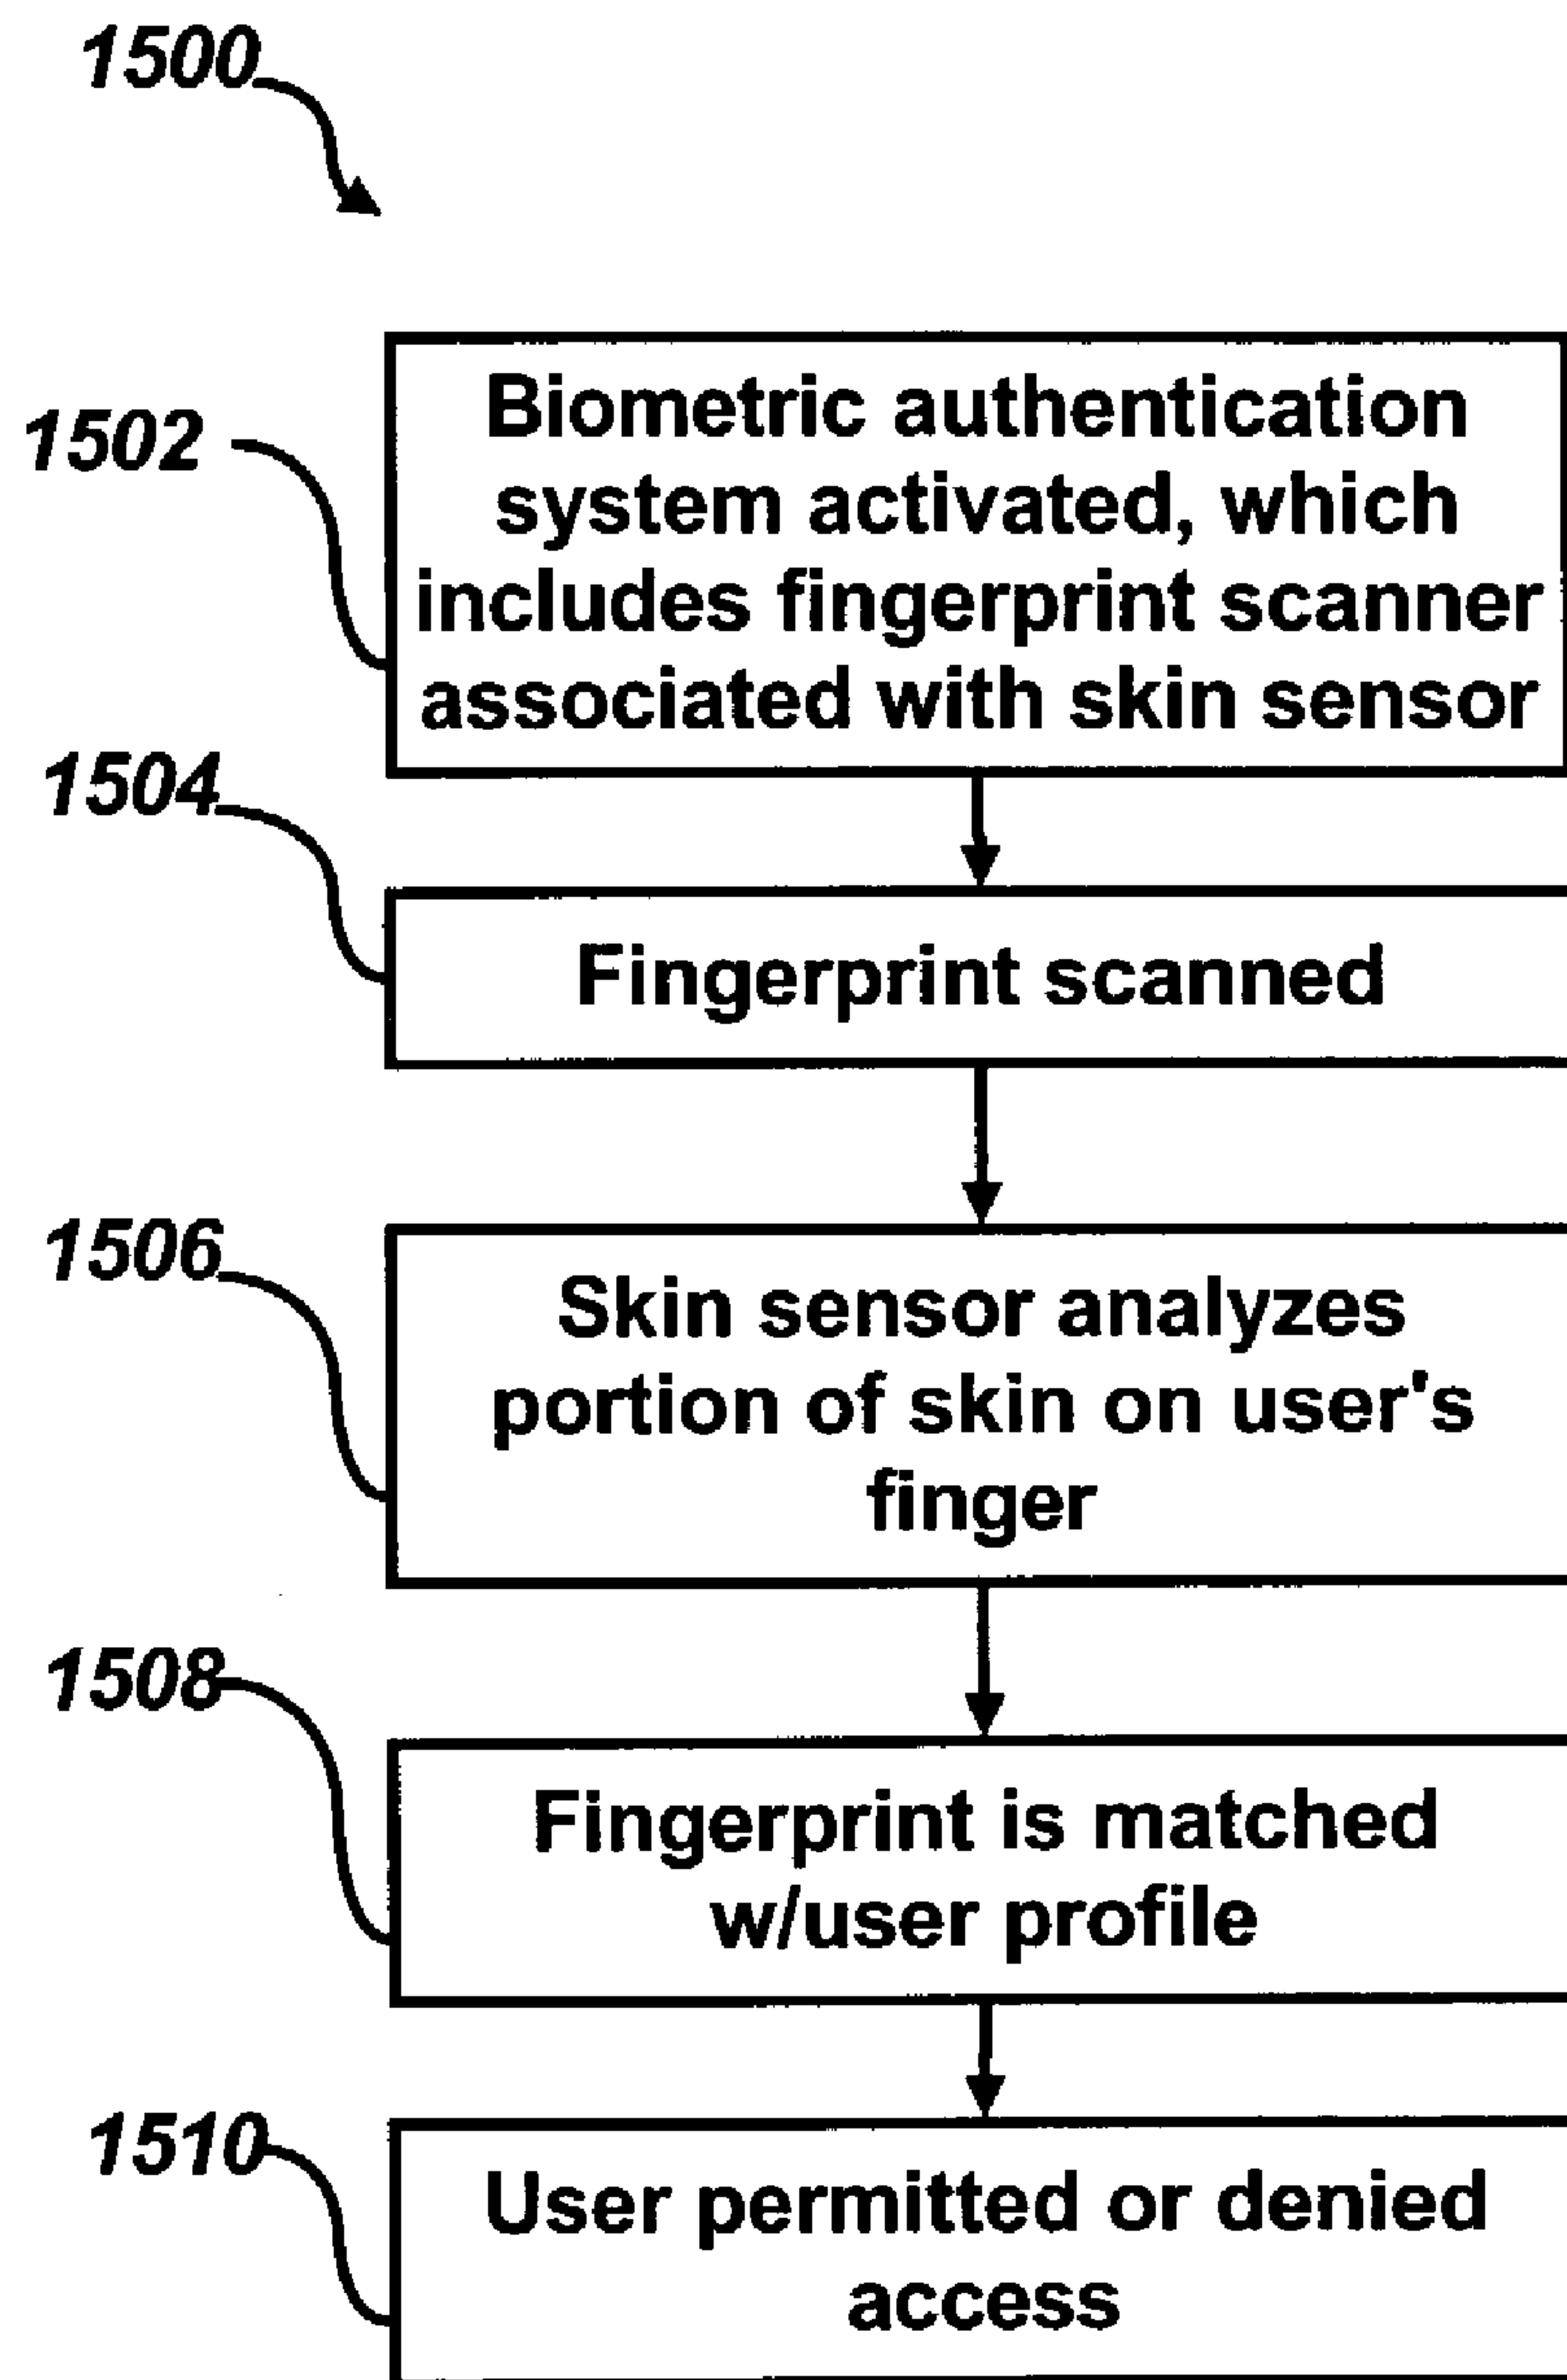 1500
1502
Biometric authentication
system activated, which
includes fingerprint scanner
associated with skin sensor
1504
Fingerprint scanned
1506
Skin sensor analyzes
portion of skin on user's
finger
1508
Fingerprint is matched
w/user profile
1510
User permitted or denied
access